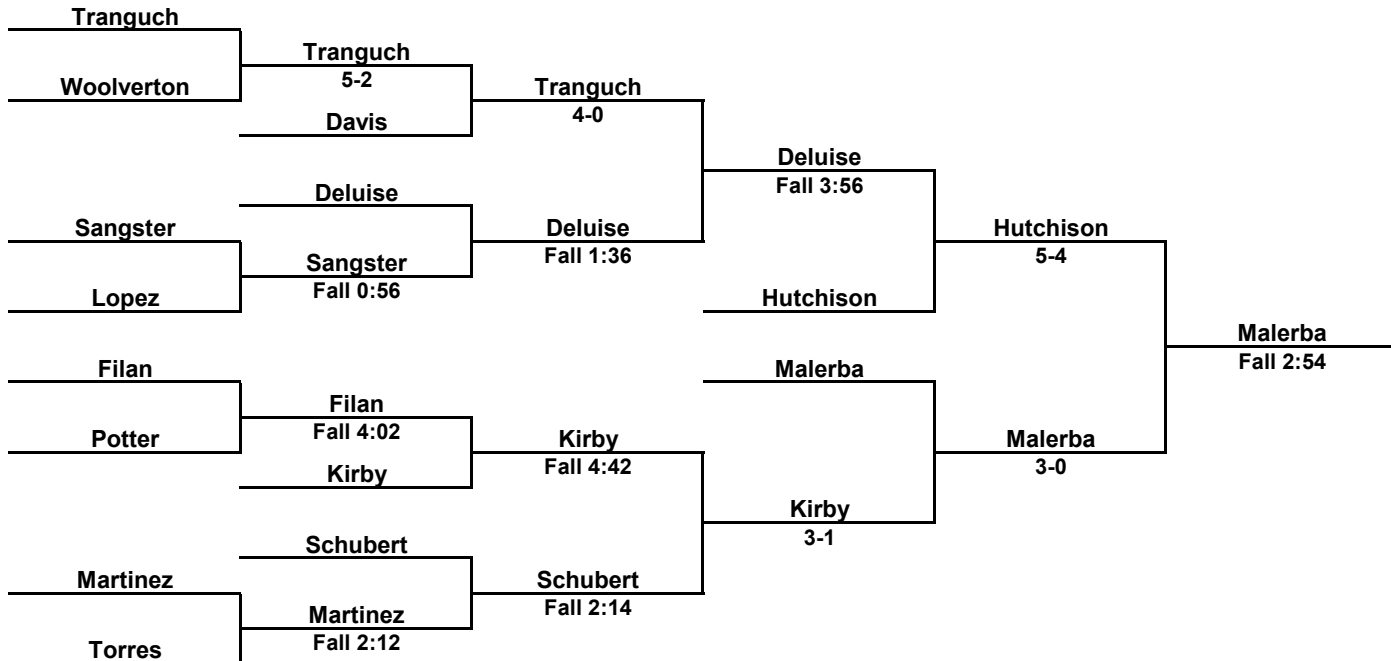 Tranguch
Woolverton
Sangster
Lopez
Filan
Potter
Martinez
Torres
Tranguch
5-2
Davis
Deluise
Sangster
Fall 0:56
Filan
Fall 4:02
Kirby
Schubert
Martinez
Fall 2:12
Tranguch
4-0
Deluise
Fall 1:36
Kirby
Fall 4:42
Schubert
Fall 2:14
Deluise
Fall 3:56
Hutchison
Malerba
Kirby
3-1
Hutchison
5-4
Malerba
3-0
Malerba
Fall 2:54